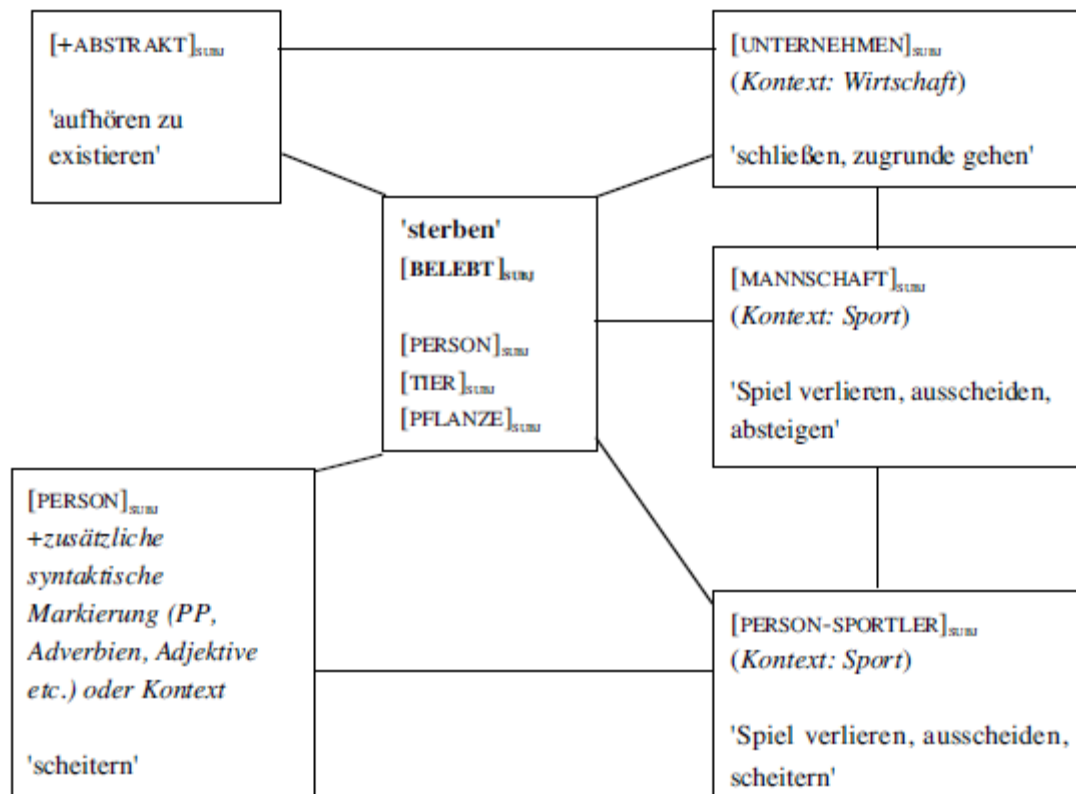 [+ABSTRAKT]SUBJ
'aufhören zu
existieren'
[UNTERNEHMEN]SUBJ
(Kontext: Wirtschaft)
'schließen, zugrunde gehen'
'sterben'
[BELEBT]SUBJ
[PERSON]SUBJ
[TIER]SUBJ
[PFLANZE]SUBJ
[MANNSCHAFT]SUBJ
(Kontext: Sport)
'Spiel verlieren, ausscheiden,
absteigen'
[PERSON]SUBJ
+zusätzliche
syntaktische
Markierung (PP,
Adverbien, Adjektive
etc.) oder Kontext
'scheitern'
[PERSON-SPORTLER]SUBJ
(Kontext: Sport)
'Spiel verlieren, ausscheiden,
scheitern'